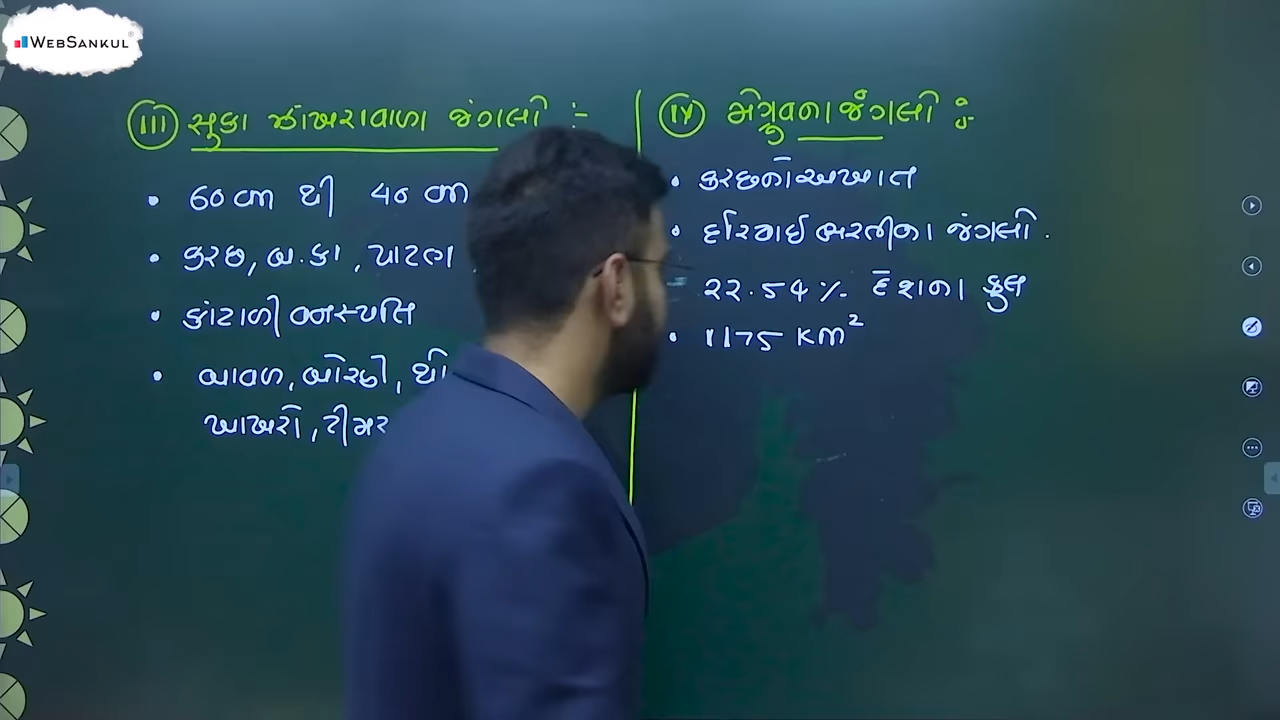 WEBSANKUL
III સુકા ઝાંખરાવાળા જંગલો :-
• 60 cm થી 40 cm
• કચ્છ, બ.કા, પાટણ
• કાંટાળી વનસ્પતિ
• બાવળ, બોરડી, થો
ખાખરો, ટીમર
IV મેંગ્રુવના જંગલો :-
• કચ્છનો અખાત
• દરિયાઈ ભરતીના જંગલો.
22.54 % દેશના કુલ
• 1175 KM²